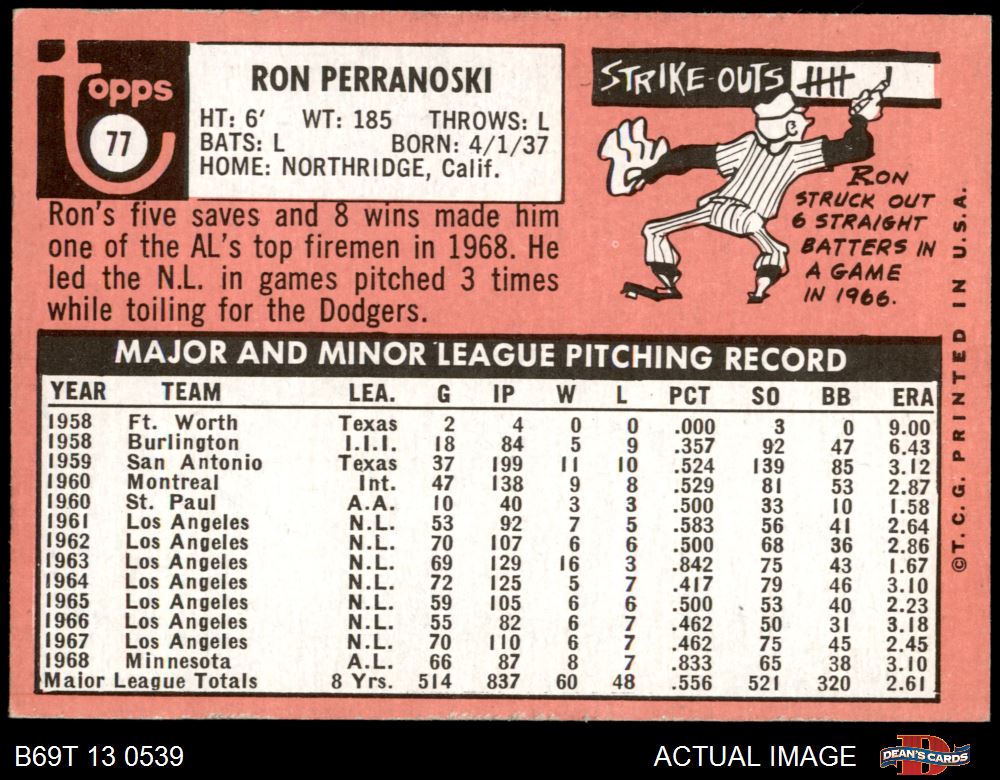 Topps
77
RON PERRANOSKI
HT: 6' WT: 185 THROWS: L
BATS: L BORN: 4/1/37
HOME: NORTHRIDGE, Calif.
Ron's five saves and 8 wins made him
one of the AL's top firemen in 1968. He
led the N.L. in games pitched 3 times
while toiling for the Dodgers.
STRIKE-OUTS
RON
STRUCK OUT
6 STRAIGHT
BATTERS IN
A GAME
IN 1966.
MAJOR AND MINOR LEAGUE PITCHING RECORD
YEAR TEAM LEA. G IP W L PCT SO BB ERA
1958 Ft. Worth Texas 2 4 0 0 .000 3 0 9.00
1958 Burlington I.I.I. 18 84 5 9 .357 92 47 6.43
1959 San Antonio Texas 37 199 11 10 .524 139 85 3.12
1960 Montreal Int. 47 138 9 8 .529 81 53 2.87
1960 St. Paul A.A. 10 40 3 3 .500 33 10 1.58
1961 Los Angeles N.L. 53 92 7 5 .583 56 41 2.64
1962 Los Angeles N.L. 70 107 6 6 .500 68 36 2.86
1963 Los Angeles N.L. 69 129 16 3 .842 75 43 1.67
1964 Los Angeles N.L. 72 125 5 7 .417 79 46 3.10
1965 Los Angeles N.L. 59 105 6 6 .500 53 40 2.23
1966 Los Angeles N.L. 55 82 6 7 .462 50 31 3.18
1967 Los Angeles N.L. 70 110 6 7 .462 75 45 2.45
1968 Minnesota A.L. 66 87 8 7 .833 65 38 3.10
Major League Totals 8 Yrs. 514 837 60 48 .556 521 320 2.61
©T. C. G. PRINTED IN U.S.A.
B69T 13 0539
ACTUAL IMAGE
DEAN'S CARDS